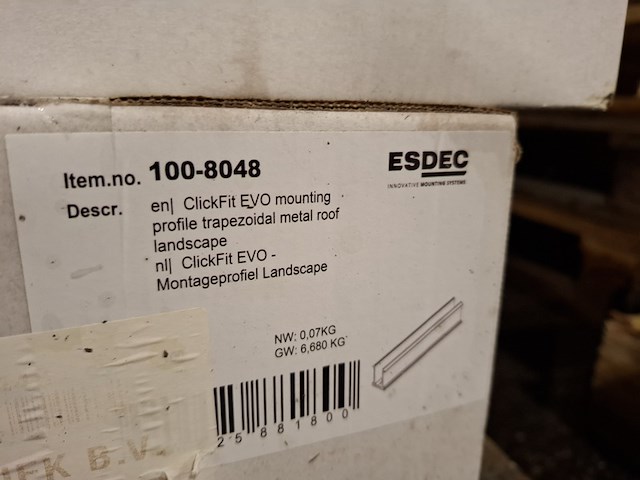 Item.no. 100-8048
ESDEC
INNOVATIVE MOUNTING SYSTEMS
Descr. en| ClickFit EVO mounting
profile trapezoidal metal roof
landscape
nl| ClickFit EVO -
Montageprofiel Landscape
NW: 0,07KG
GW: 6,680 KG
25881800
B.V.